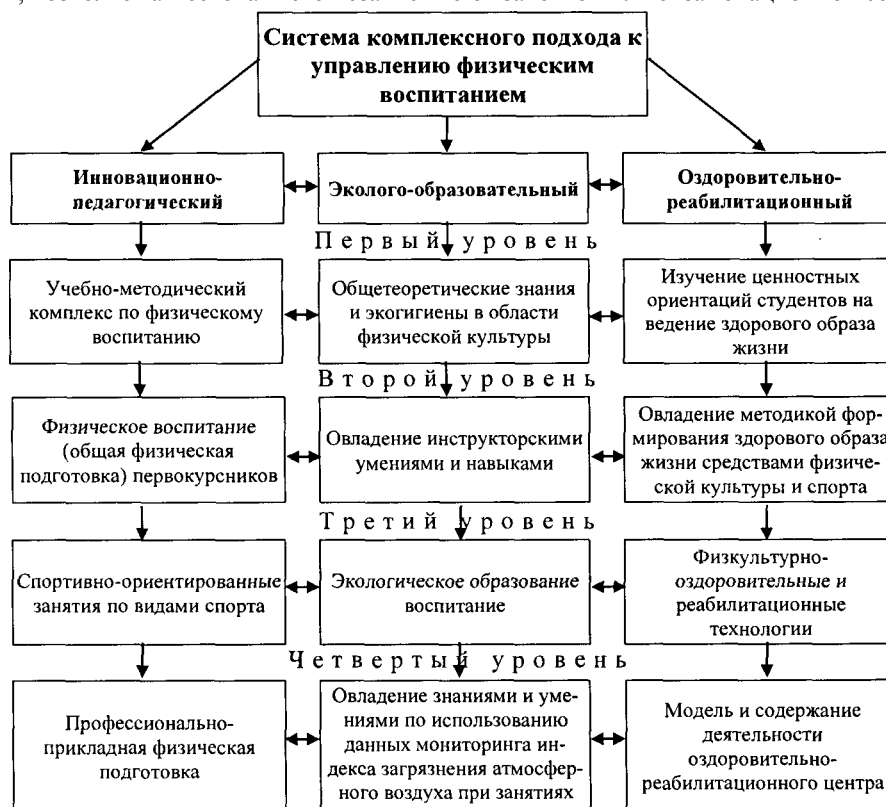 Система комплексного подхода к
управлению физическим
воспитанием
Инновационно-
педагогический
Эколого-образовательный
Оздоровительно-
реабилитационный
Первый уровень
Учебно-методический
комплекс по физическому
воспитанию
Общетеоретические знания
и экогигиены в области
физической культуры
Изучение ценностных
ориентаций студентов на
ведение здорового образа
жизни
Второй уровень
Физическое воспитание
(общая физическая
подготовка) первокурсников
Овладение инструкторскими
умениями и навыками
Овладение методикой фор-
мирования здорового образа
жизни средствами физиче-
ской культуры и спорта
Третий уровень
Спортивно-ориентированные
занятия по видами спорта
Экологическое образование
воспитание
Физкультурно-
оздоровительные и
реабилитационные
технологии
Четвертый уровень
Профессионально-
прикладная физическая
подготовка
Овладение знаниями и уме-
ниями по использованию
данных мониторинга ин-
декса загрязнения атмосфер-
ного воздуха при занятиях
Модель и содержание
деятельности
оздоровительно-
реабилитационного центра